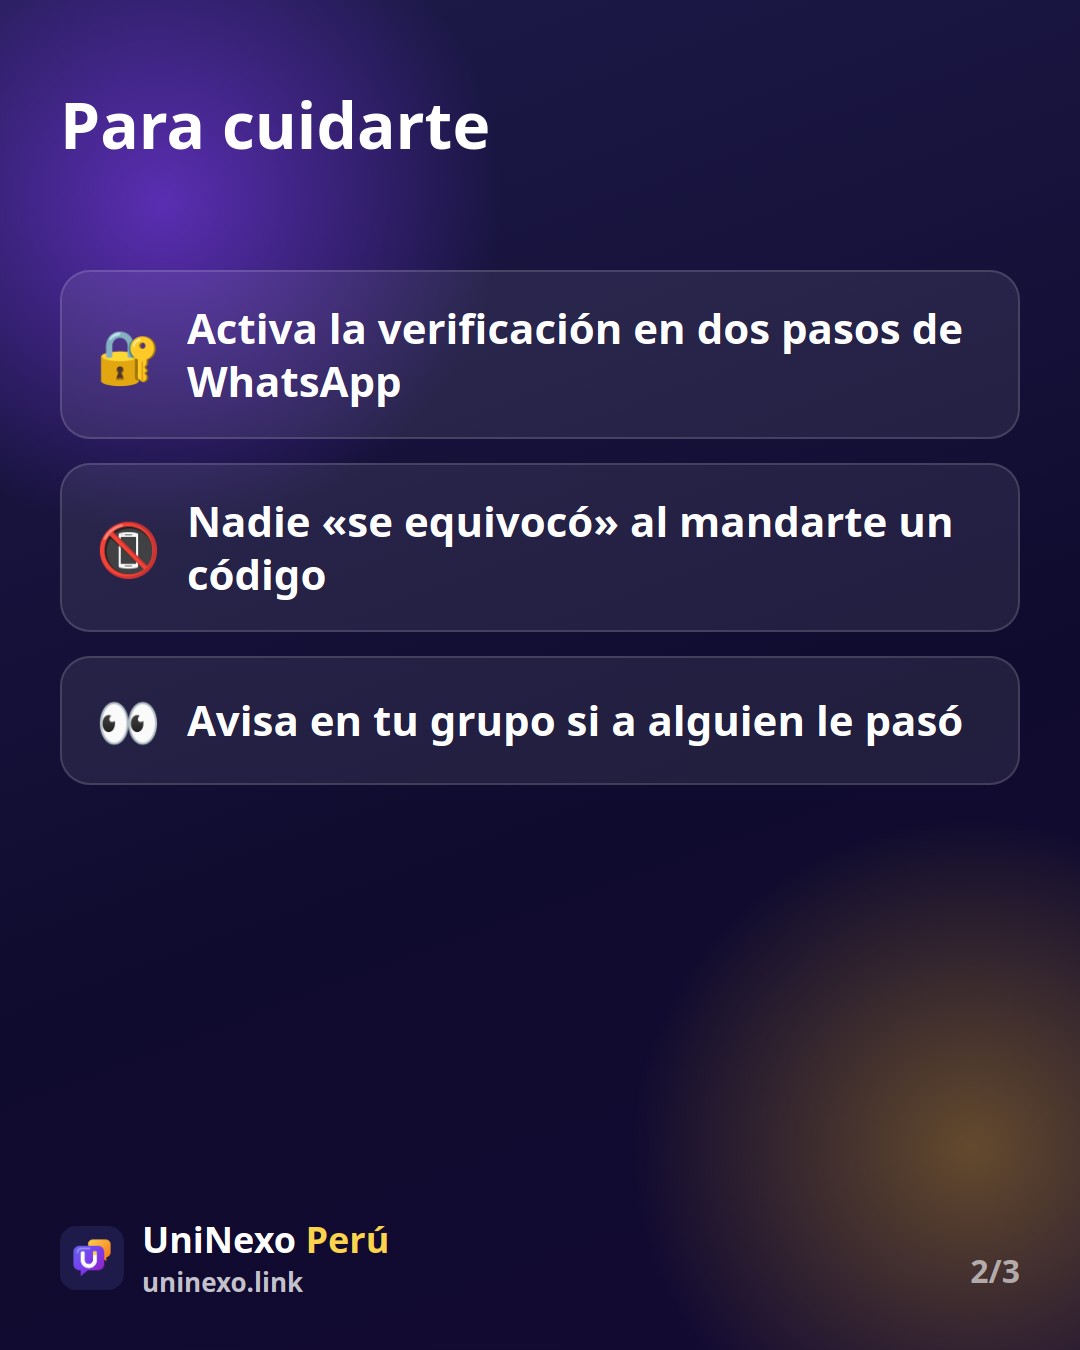 Para cuidarte
Activa la verificación en dos pasos de
WhatsApp
Nadie «se equivocó» al mandarte un
código
Avisa en tu grupo si a alguien le pasó
U
UniNexo Perú
uninexo.link
2/3